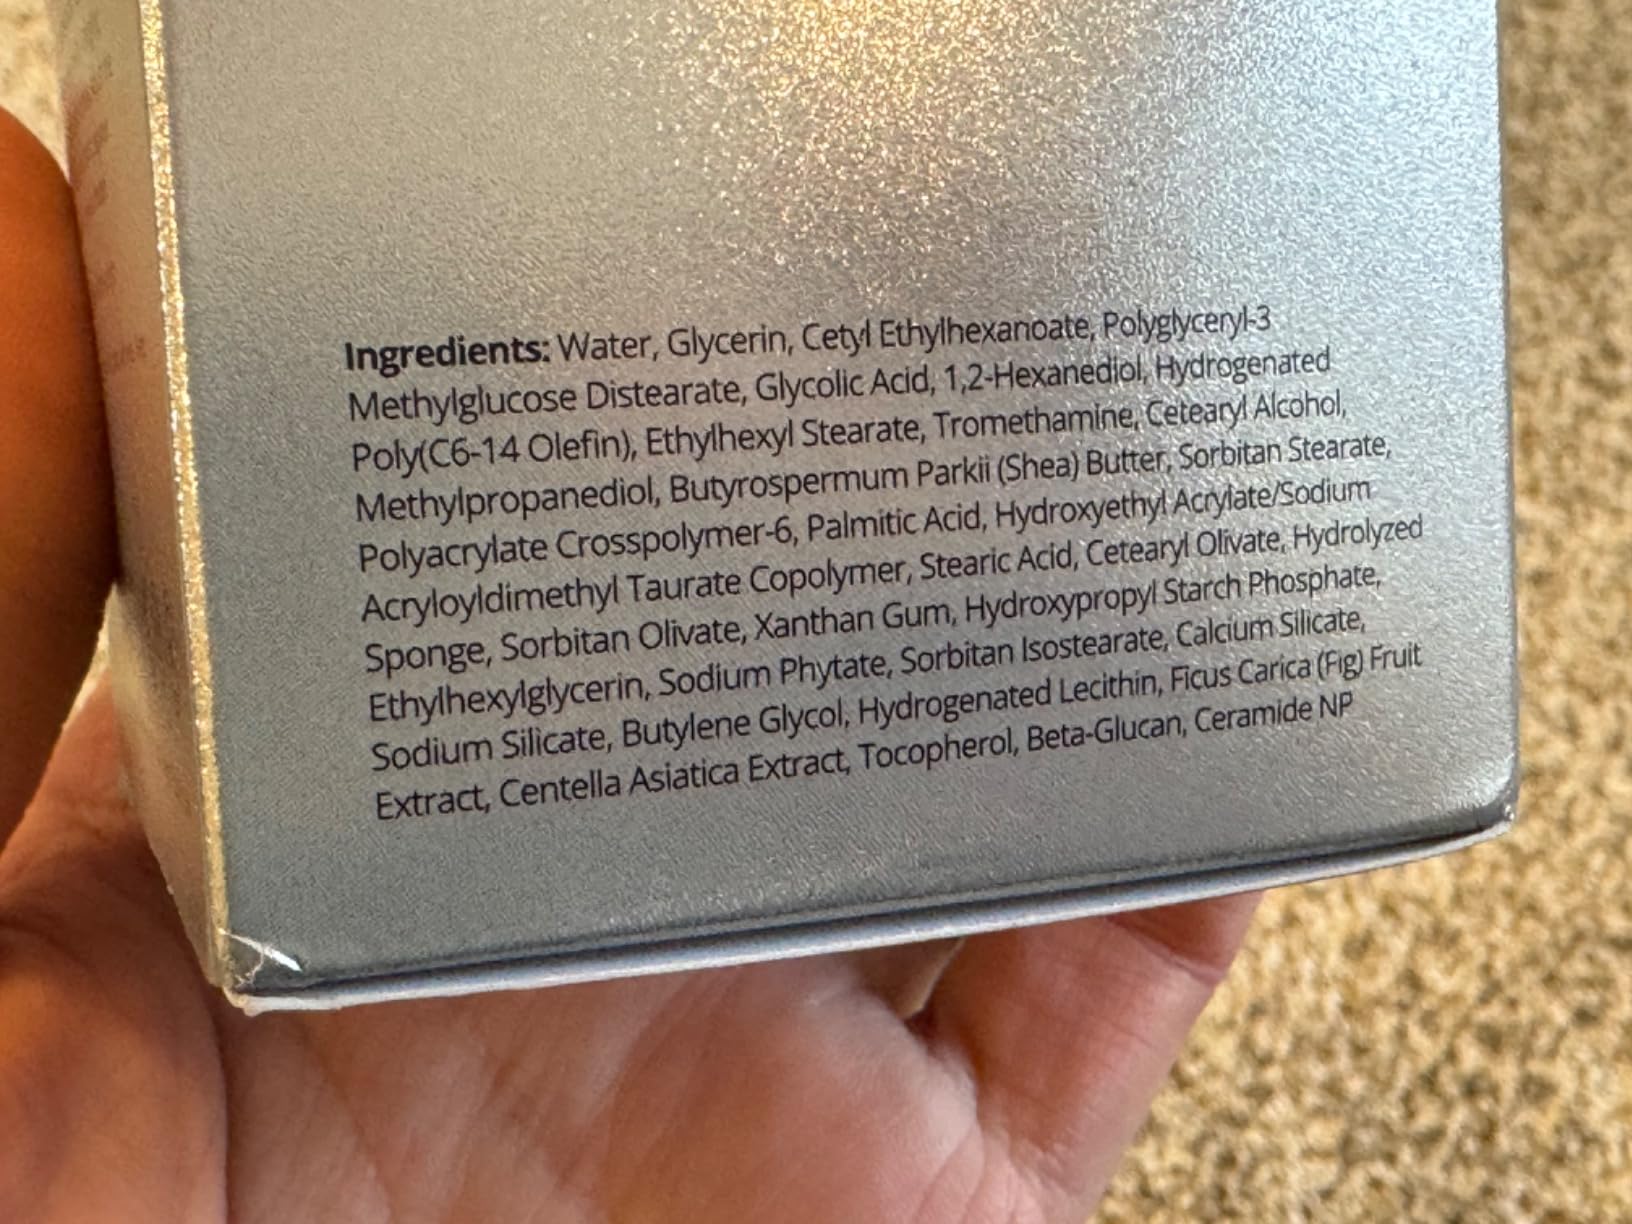 Ingredients: Water, Glycerin, Cetyl Ethylhexanoate, Polyglyceryl-3
Methylglucose Distearate, Glycolic Acid, 1,2-Hexanediol, Hydrogenated
Poly(C6-14 Olefin), Ethylhexyl Stearate, Tromethamine, Cetearyl Alcohol,
Methylpropanediol, Butyrospermum Parkii (Shea) Butter, Sorbitan Stearate,
Polyacrylate Crosspolymer-6, Palmitic Acid, Hydroxyethyl Acrylate/Sodium
Acryloyldimethyl Taurate Copolymer, Stearic Acid, Cetearyl Olivate, Hydrolyzed
Sponge, Sorbitan Olivate, Xanthan Gum, Hydroxypropyl Starch Phosphate,
Ethylhexylglycerin, Sodium Phytate, Sorbitan Isostearate, Calcium Silicate,
Sodium Silicate, Butylene Glycol, Hydrogenated Lecithin, Ficus Carica (Fig) Fruit
Extract, Centella Asiatica Extract, Tocopherol, Beta-Glucan, Ceramide NP